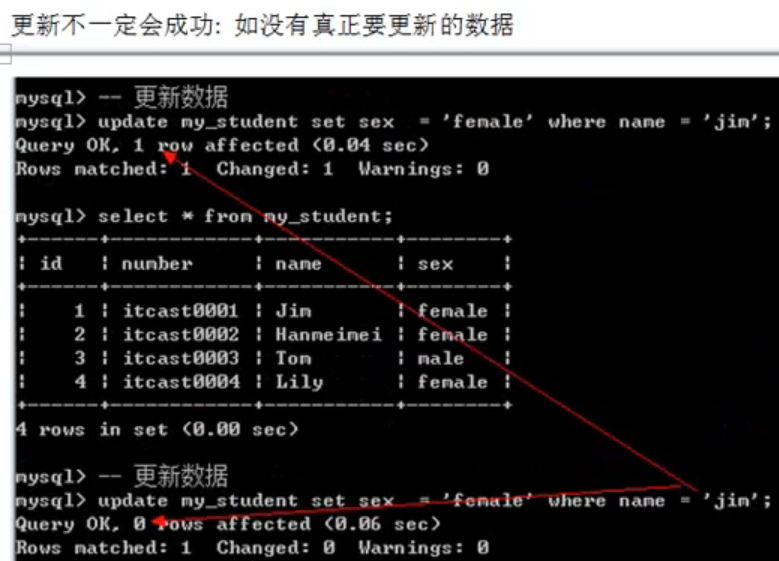 更新不一定会成功: 如没有真正要更新的数据
mysql> -- 更新数据
mysql> update my_student set sex  = 'female' where name = 'jim';
Query OK, 1 row affected (0.04 sec)
Rows matched: 1  Changed: 1  Warnings: 0
mysql> select * from my_student;
+------+------------+-----------+--------+
| id   | number     | name      | sex    |
+------+------------+-----------+--------+
|    1 | itcast0001 | Jim       | female |
|    2 | itcast0002 | Hanmeimei | female |
|    3 | itcast0003 | Tom       | male   |
|    4 | itcast0004 | Lily      | female |
+------+------------+-----------+--------+
4 rows in set (0.00 sec)
mysql> -- 更新数据
mysql> update my_student set sex  = 'female' where name = 'jim';
Query OK, 0 rows affected (0.06 sec)
Rows matched: 1  Changed: 0  Warnings: 0